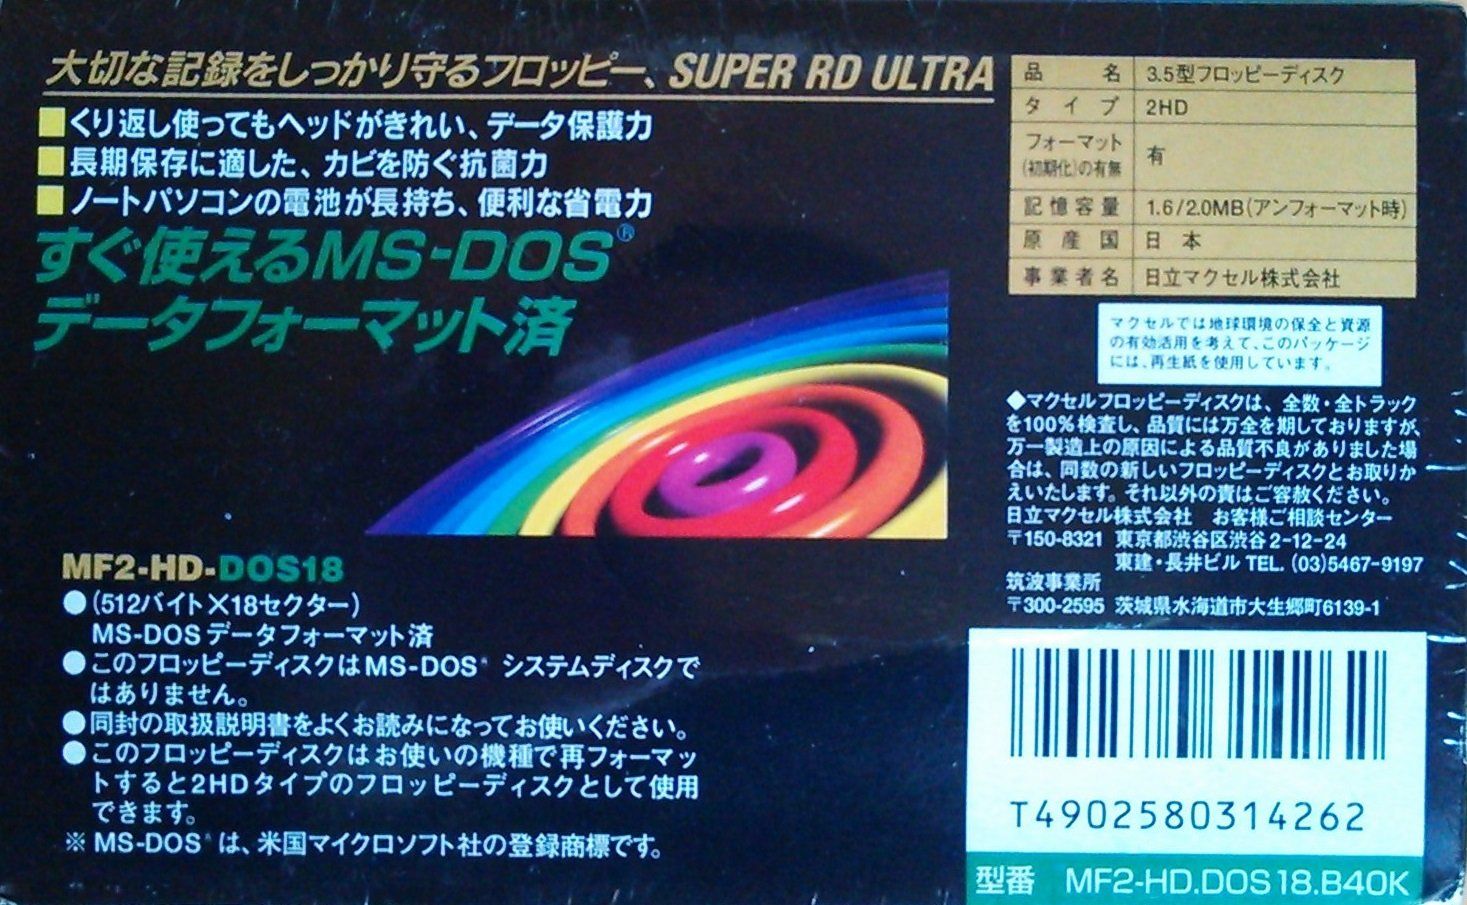 大切な記録をしっかり守るフロッピー、SUPER RD ULTRA
■くり返し使ってもヘッドがきれい、データ保護力
■長期保存に適した、カビを防ぐ抗菌力
■ノートパソコンの電池が長持ち、便利な省電力
すぐ使えるMS-DOS®
データフォーマット済
MF2-HD-DOS18
●(512バイト×18セクター)
MS-DOSデータフォーマット済
●このフロッピーディスクはMS-DOS® システムディスクで
はありません。
●同封の取扱説明書をよくお読みになってお使いください。
●このフロッピーディスクはお使いの機種で再フォーマッ
トすると2HDタイプのフロッピーディスクとして使用
できます。
※ MS-DOS®は、米国マイクロソフト社の登録商標です。
品名 3.5型フロッピーディスク
タイプ 2HD
フォーマット
(初期化)の有無 有
記憶容量 1.6/2.0MB(アンフォーマット時)
原産国 日本
事業者名 日立マクセル株式会社
マクセルでは地球環境の保全と資源
の有効活用を考えて、このパッケージ
には、再生紙を使用しています。
◆マクセルフロッピーディスクは、全数・全トラック
を100%検査し、品質には万全を期しておりますが、
万一製造上の原因による品質不良がありました場
合は、同数の新しいフロッピーディスクとお取りか
えいたします。それ以外の責はご容赦ください。
日立マクセル株式会社 お客様ご相談センター
〒150-8321 東京都渋谷区渋谷2-12-24
東建・長井ビル TEL. (03)5467-9197
筑波事業所
〒300-2595 茨城県水海道市大生郷町6139-1
T4902580314262
型番 MF2-HD.DOS18.B40K